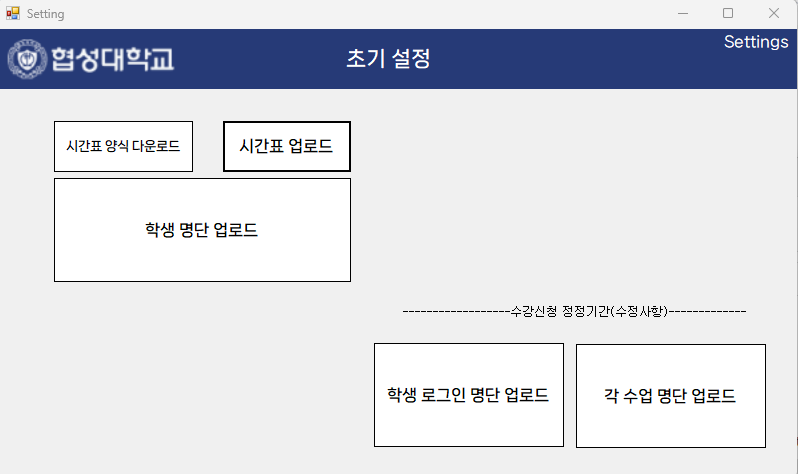 Setting
Settings
협성대학교
초기 설정
시간표 양식 다운로드
시간표 업로드
학생 명단 업로드
------------------수강신청 정정기간(수정사항)-------------
학생 로그인 명단 업로드
각 수업 명단 업로드